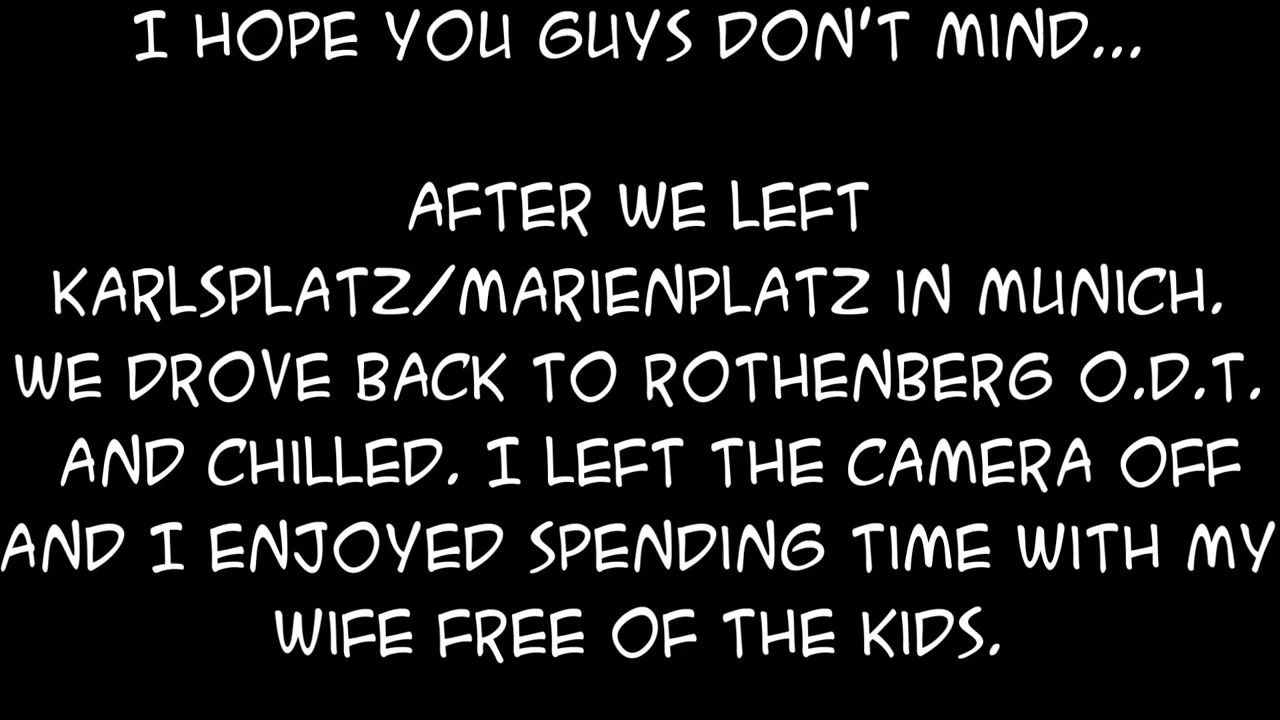 I HOPE YOU GUYS DON'T MIND...
AFTER WE LEFT
KARLSPLATZ/MARIENPLATZ IN MUNICH.
WE DROVE BACK TO ROTHENBERG O.D.T.
AND CHILLED. I LEFT THE CAMERA OFF
AND I ENJOYED SPENDING TIME WITH MY
WIFE FREE OF THE KIDS.